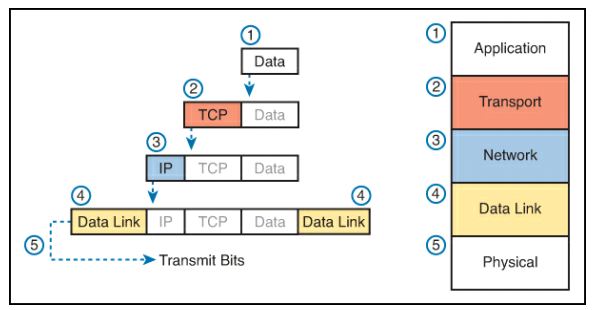 1
Data
2
TCP Data
3
IP TCP Data
4 4
Data Link IP TCP Data Data Link
5
Transmit Bits
1 Application
2 Transport
3 Network
4 Data Link
5 Physical